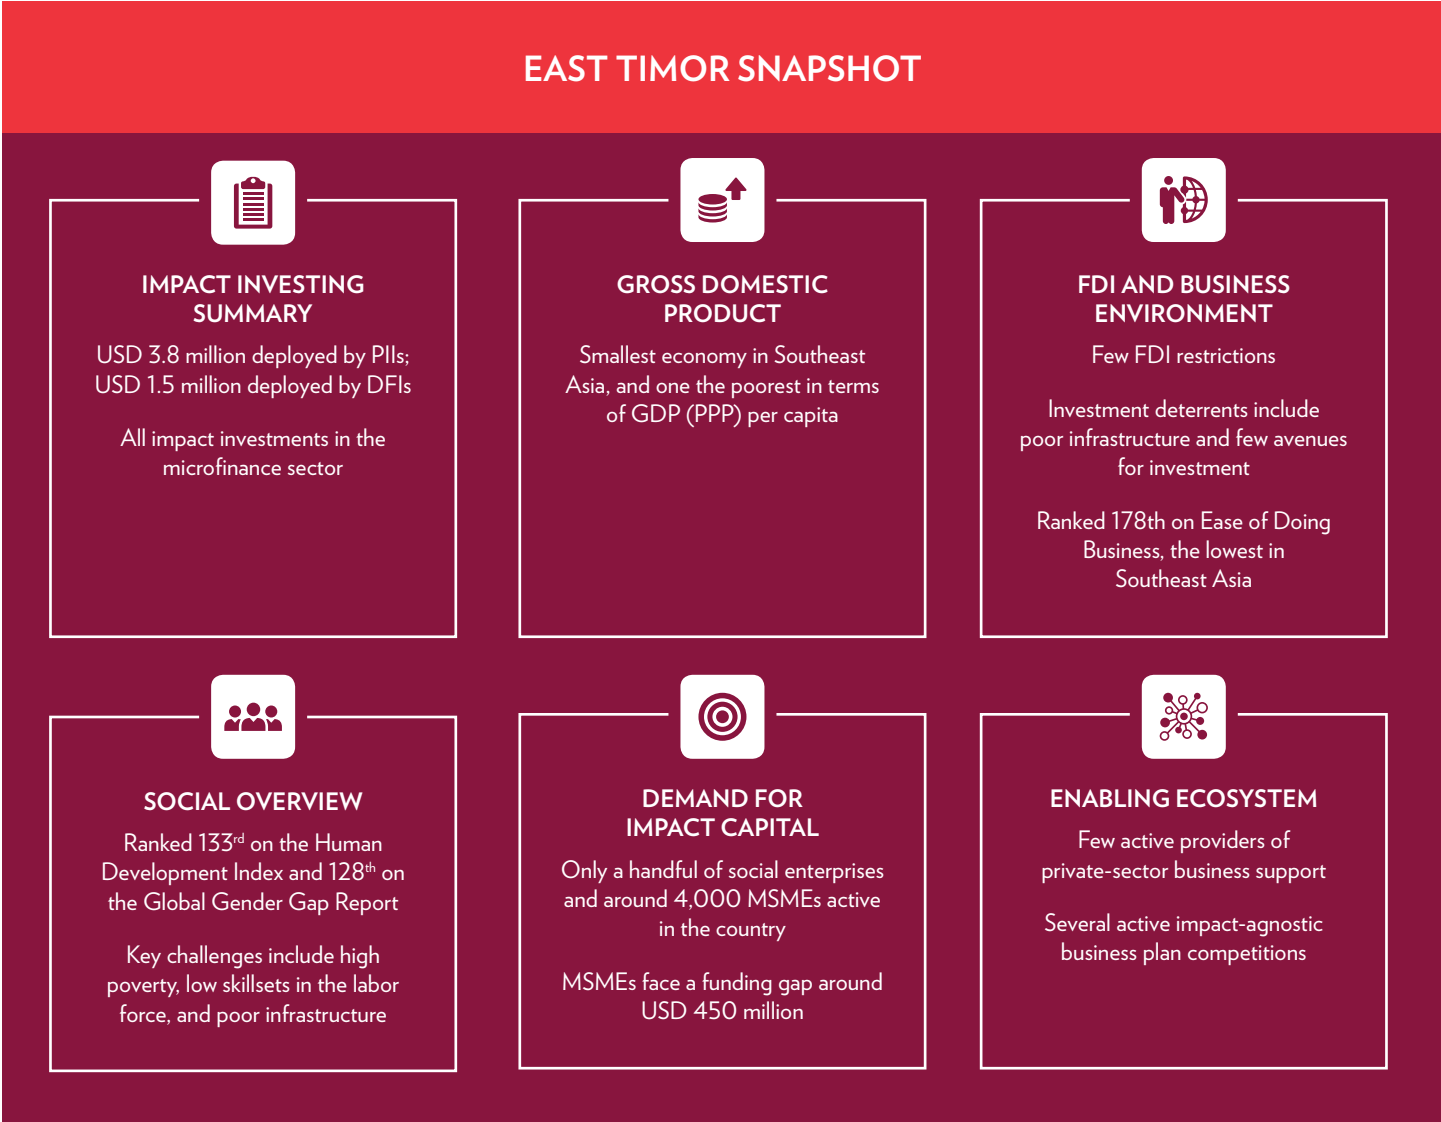 EAST TIMOR SNAPSHOT
IMPACT INVESTING
SUMMARY
USD 3.8 million deployed by PIIs;
USD 1.5 million deployed by DFIs
All impact investments in the
microfinance sector
GROSS DOMESTIC
PRODUCT
Smallest economy in Southeast
Asia, and one the poorest in terms
of GDP (PPP) per capita
FDI AND BUSINESS
ENVIRONMENT
Few FDI restrictions
Investment deterrents include
poor infrastructure and few avenues
for investment
Ranked 178th on Ease of Doing
Business, the lowest in
Southeast Asia
SOCIAL OVERVIEW
Ranked 133rd on the Human
Development Index and 128th on
the Global Gender Gap Report
Key challenges include high
poverty, low skillsets in the labor
force, and poor infrastructure
DEMAND FOR
IMPACT CAPITAL
Only a handful of social enterprises
and around 4,000 MSMEs active
in the country
MSMEs face a funding gap around
USD 450 million
ENABLING ECOSYSTEM
Few active providers of
private-sector business support
Several active impact-agnostic
business plan competitions